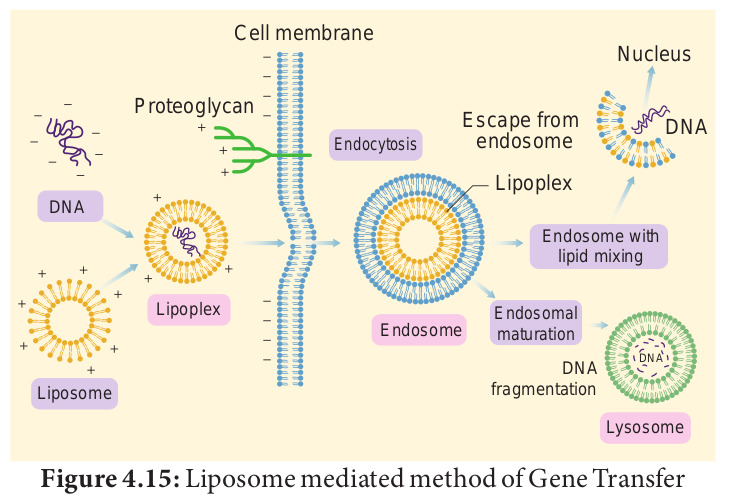 Cell membrane
Nucleus
Proteoglycan
Endocytosis
Escape from
endosome
DNA
Lipoplex
DNA
Endosome with
lipid mixing
Lipoplex
Endosome
Endosomal
maturation
DNA
DNA
fragmentation
Liposome
Lysosome
Figure 4.15: Liposome mediated method of Gene Transfer